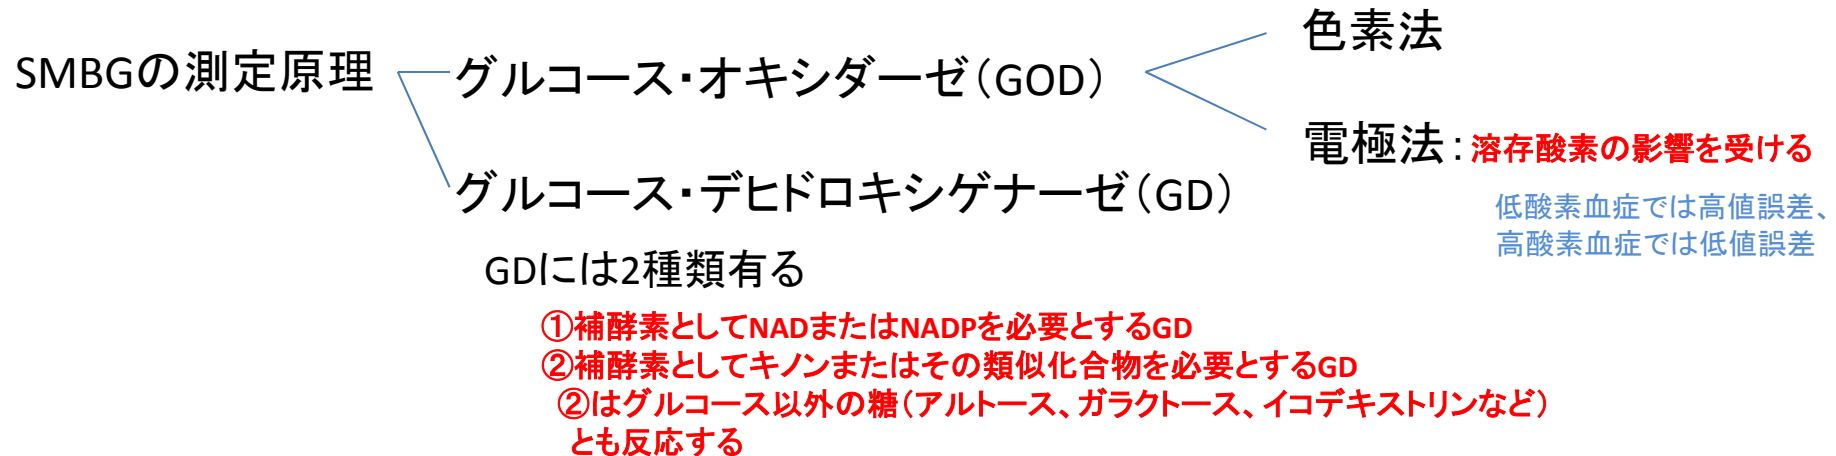 SMBGの測定原理
グルコース・オキシダーゼ(GOD)
色素法
電極法:溶存酸素の影響を受ける
低酸素血症では高値誤差、
高酸素血症では低値誤差
グルコース・デヒドロキシゲナーゼ(GD)
GDには2種類有る
①補酵素としてNADまたはNADPを必要とするGD
②補酵素としてキノンまたはその類似化合物を必要とするGD
②はグルコース以外の糖(アルトース、ガラクトース、イコデキストリンなど)
とも反応する